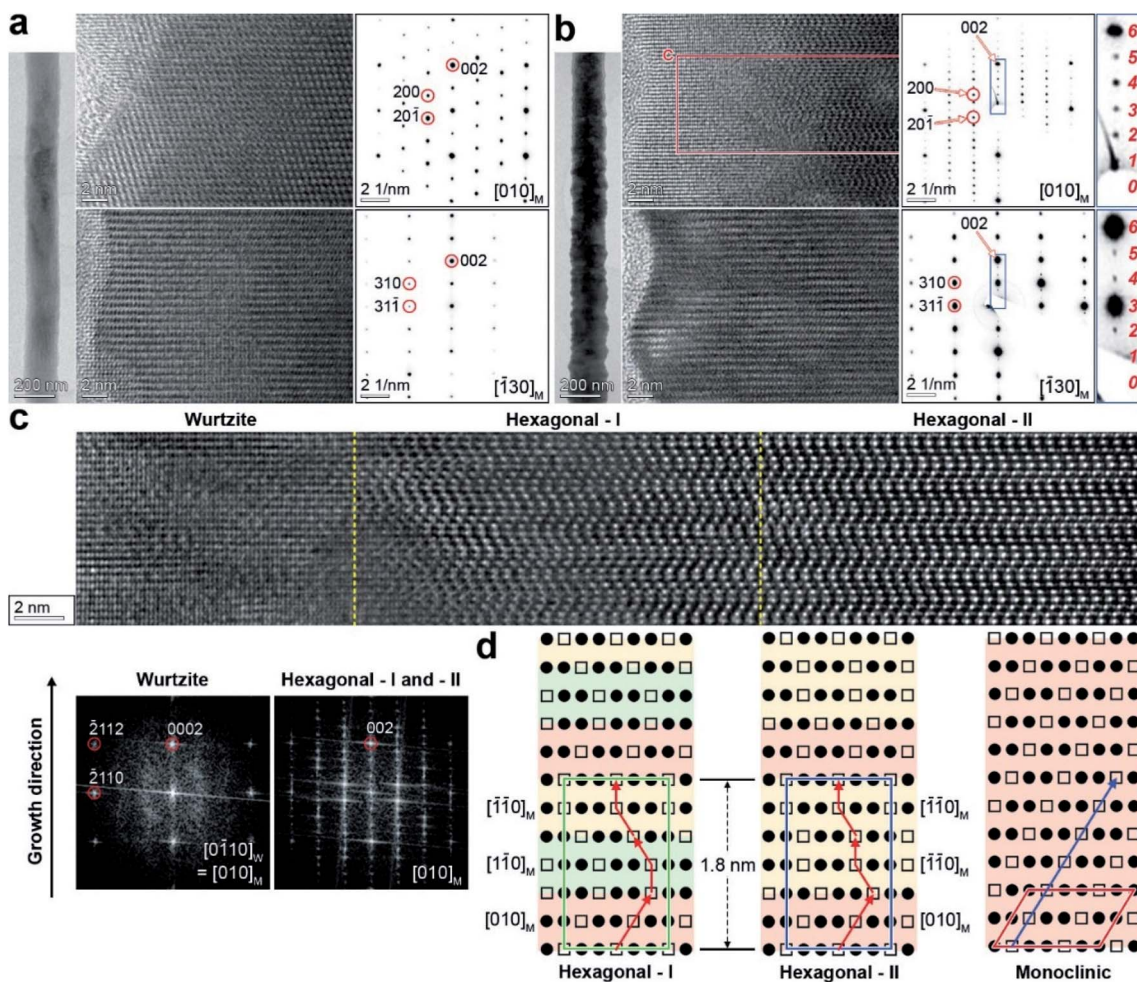 a
b
002
200
201̄
2 nm
2 1/nm
[010]M
200 nm
310
311̄
002
2 nm
2 1/nm
[1̄30]M
c
002
200
201̄
2 nm
2 1/nm
[010]M
6
5
4
3
2
1
0
200 nm
002
310
311̄
2 nm
2 1/nm
[1̄30]M
6
5
4
3
2
1
0
c
Wurtzite
Hexagonal - I
Hexagonal - II
2 nm
Growth direction
Wurtzite
2̄112
0002
2̄110
[01̄10]W
= [010]M
Hexagonal - I and - II
002
[010]M
d
[1̄1̄0]M
[11̄0]M
[010]M
Hexagonal - I
1.8 nm
[1̄1̄0]M
[1̄1̄0]M
[010]M
Hexagonal - II
Monoclinic